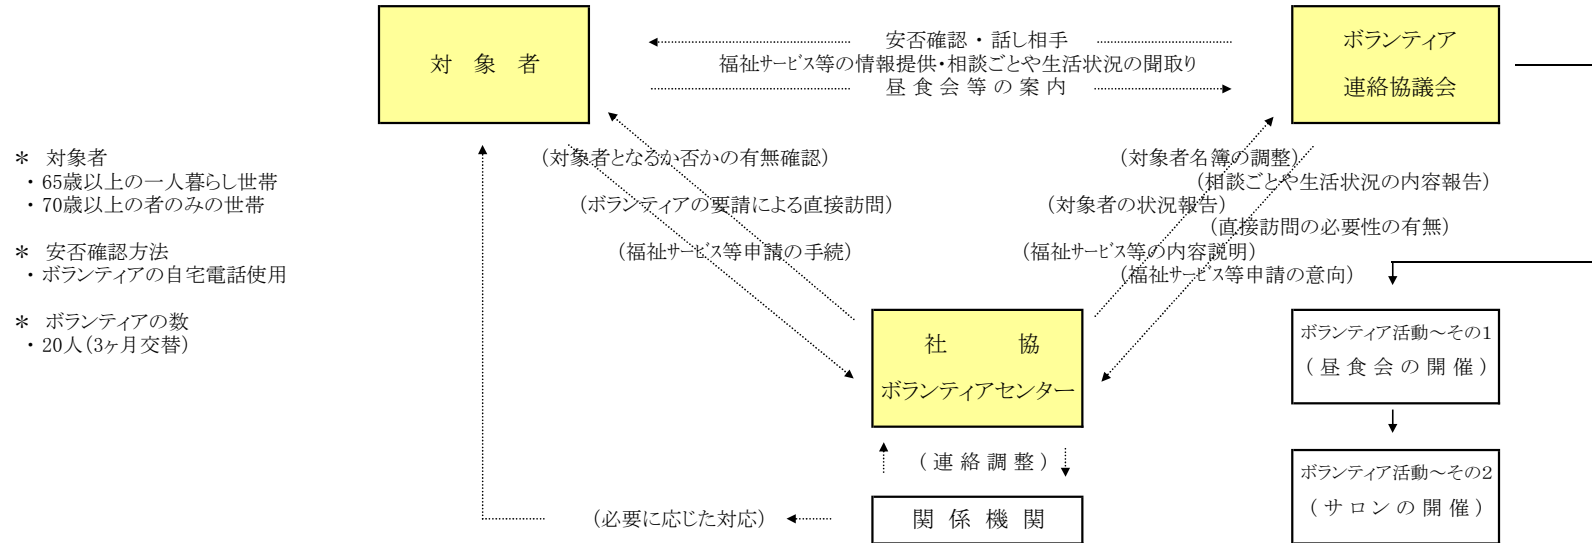 対 象 者
安否確認 ・ 話し相手
福祉サービス等の情報提供・相談ごとや生活状況の聞取り
昼 食 会 等 の 案 内
ボランティア
連絡協議会
＊ 対象者
・ 65歳以上の一人暮らし世帯
・ 70歳以上の者のみの世帯
＊ 安否確認方法
・ ボランティアの自宅電話使用
＊ ボランティアの数
・ 20人(3ヶ月交替)
(対象者となるか否かの有無確認)
(ボランティアの要請による直接訪問)
(福祉サービス等申請の手続)
(対象者名簿の調整)
(相談ごとや生活状況の内容報告)
(対象者の状況報告)
(直接訪問の必要性の有無)
(福祉サービス等の内容説明)
(福祉サービス等申請の意向)
社 協
ボランティアセンター
ボランティア活動～その1
( 昼 食 会 の 開 催 )
( 連 絡 調 整 )
ボランティア活動～その2
( サ ロ ン の 開 催 )
(必要に応じた対応)
関 係 機 関